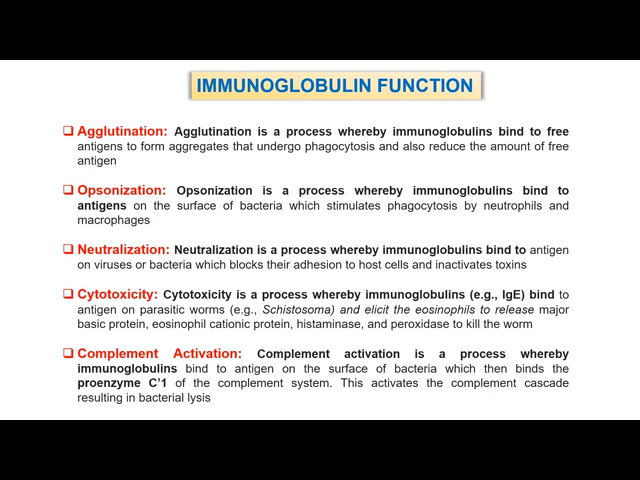 IMMUNOGLOBULIN FUNCTION
❑ Agglutination: Agglutination is a process whereby immunoglobulins bind to free
antigens to form aggregates that undergo phagocytosis and also reduce the amount of free
antigen
❑ Opsonization: Opsonization is a process whereby immunoglobulins bind to
antigens on the surface of bacteria which stimulates phagocytosis by neutrophils and
macrophages
❑ Neutralization: Neutralization is a process whereby immunoglobulins bind to antigen
on viruses or bacteria which blocks their adhesion to host cells and inactivates toxins
❑ Cytotoxicity: Cytotoxicity is a process whereby immunoglobulins (e.g., IgE) bind to
antigen on parasitic worms (e.g., Schistosoma) and elicit the eosinophils to release major
basic protein, eosinophil cationic protein, histaminase, and peroxidase to kill the worm
❑ Complement Activation: Complement activation is a process whereby
immunoglobulins bind to antigen on the surface of bacteria which then binds the
proenzyme C’1 of the complement system. This activates the complement cascade
resulting in bacterial lysis